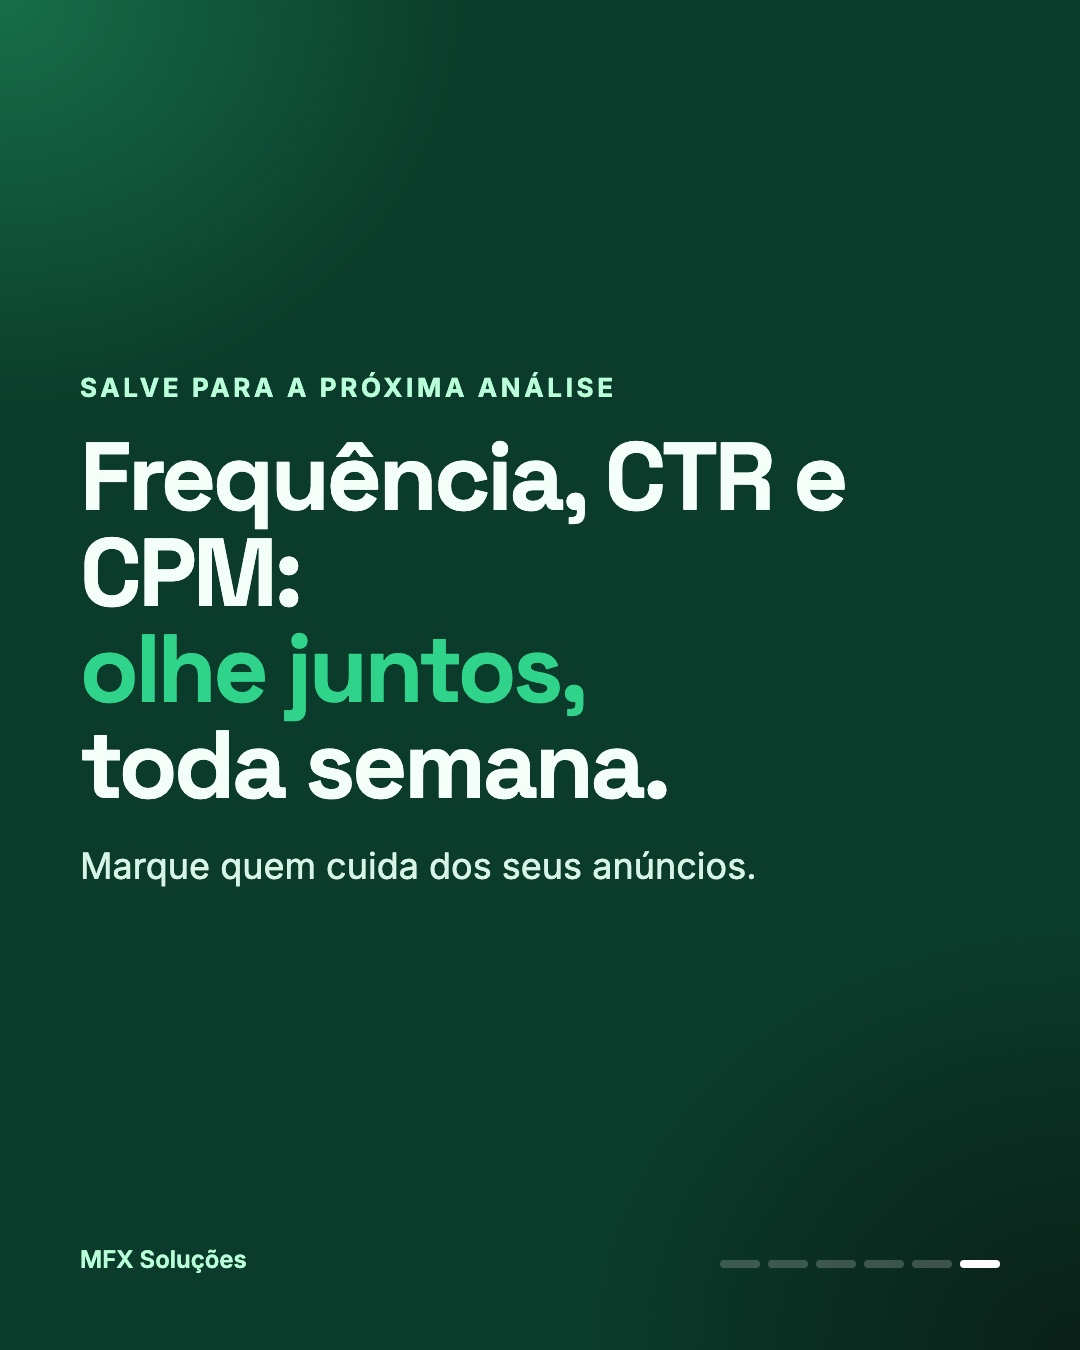 SALVE PARA A PRÓXIMA ANÁLISE
Frequência, CTR e
CPM:
olhe juntos,
toda semana.
Marque quem cuida dos seus anúncios.
MFX Soluções